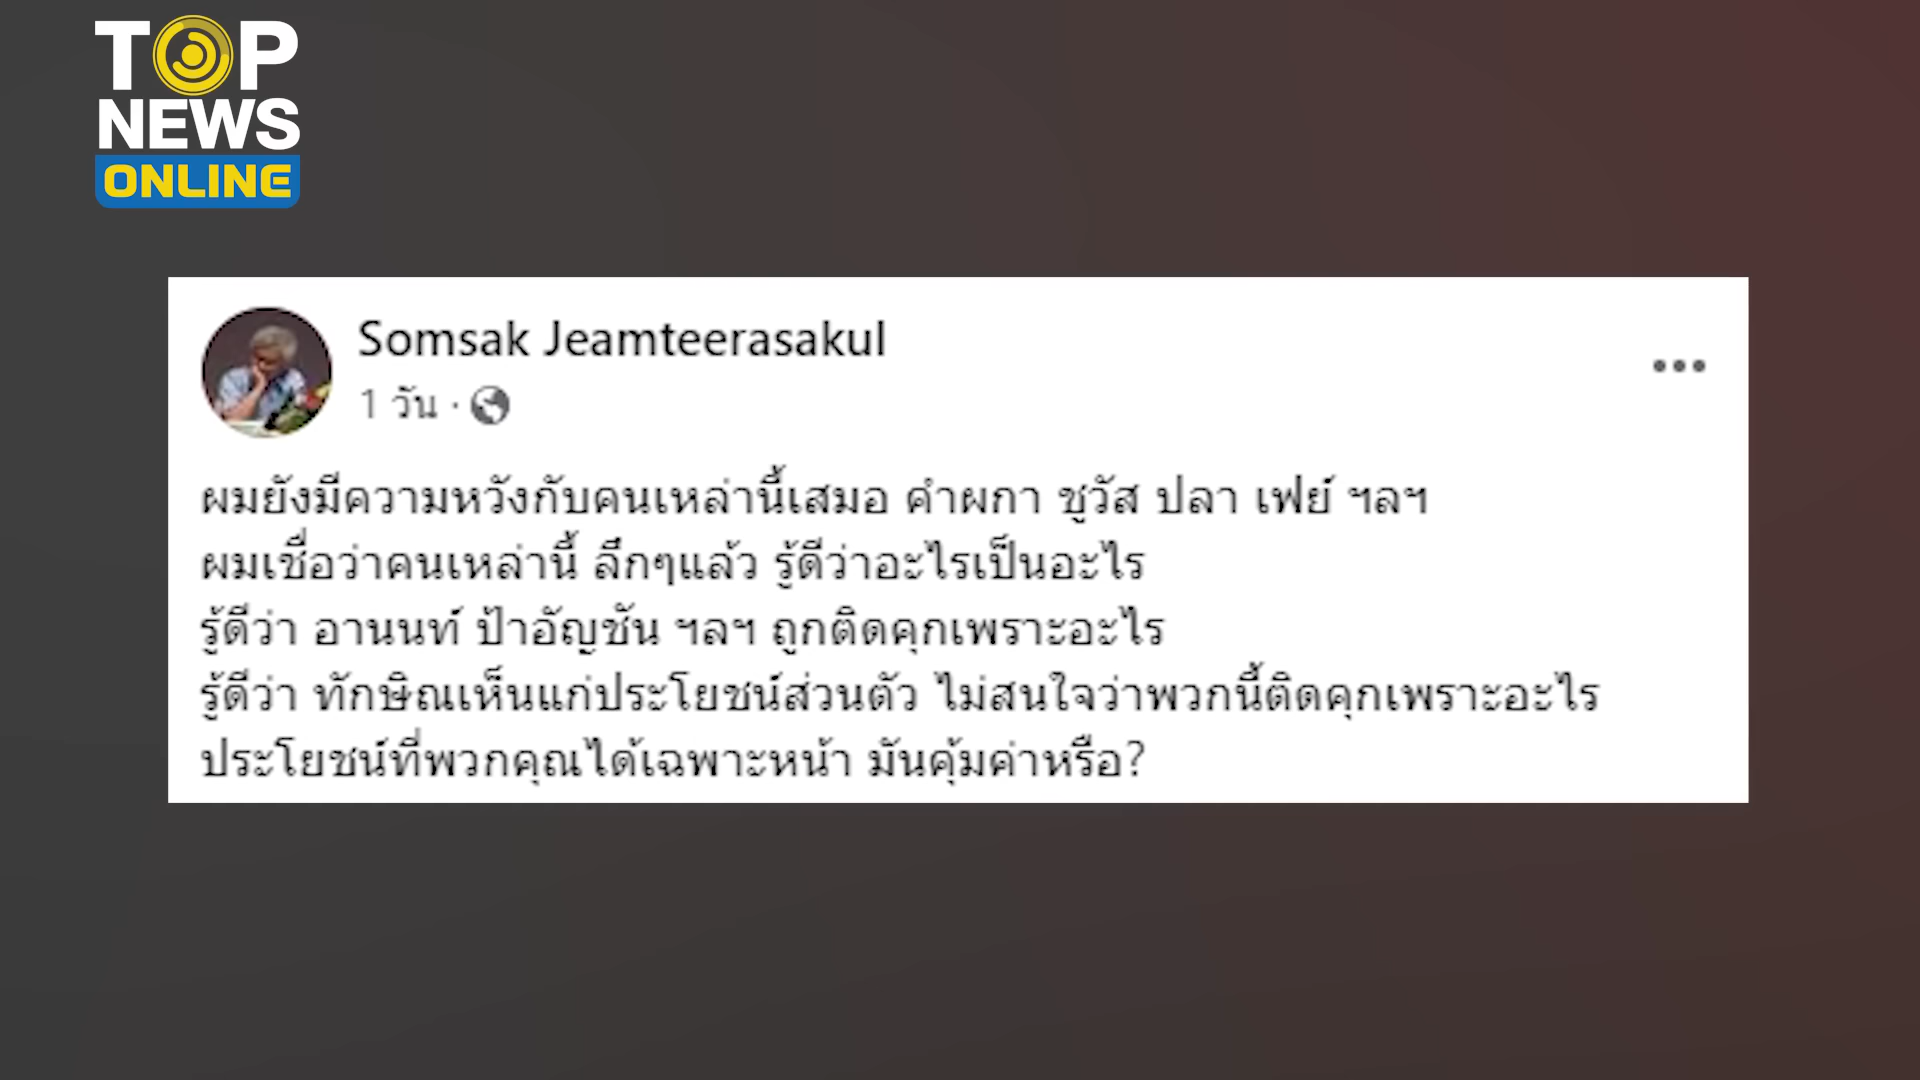 TOP
NEWS
ONLINE
Somsak Jeamteerasakul
1 วัน ·
ผมยังมีความหวังกับคนเหล่านี้เสมอ คำผกา ชูวัส ปลา เฟย์ ฯลฯ
ผมเชื่อว่าคนเหล่านี้ ลึกๆแล้ว รู้ดีว่าอะไรเป็นอะไร
รู้ดีว่า อานนท์ ป้าอัญชัน ฯลฯ ถูกติดคุกเพราะอะไร
รู้ดีว่า ทักษิณเห็นแก่ประโยชน์ส่วนตัว ไม่สนใจว่าพวกนี้ติดคุกเพราะอะไร
ประโยชน์ที่พวกคุณได้เฉพาะหน้า มันคุ้มค่าหรือ?